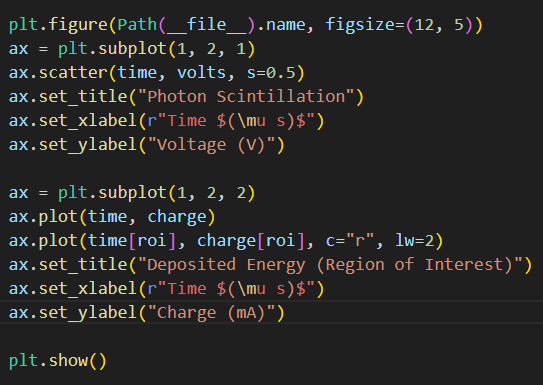 plt.figure(Path(__file__).name, figsize=(12, 5))
ax = plt.subplot(1, 2, 1)
ax.scatter(time, volts, s=0.5)
ax.set_title("Photon Scintillation")
ax.set_xlabel(r"Time $(\mu s)$")
ax.set_ylabel("Voltage (V)")

ax = plt.subplot(1, 2, 2)
ax.plot(time, charge)
ax.plot(time[roi], charge[roi], c="r", lw=2)
ax.set_title("Deposited Energy (Region of Interest)")
ax.set_xlabel(r"Time $(\mu s)$")
ax.set_ylabel("Charge (mA)")

plt.show()